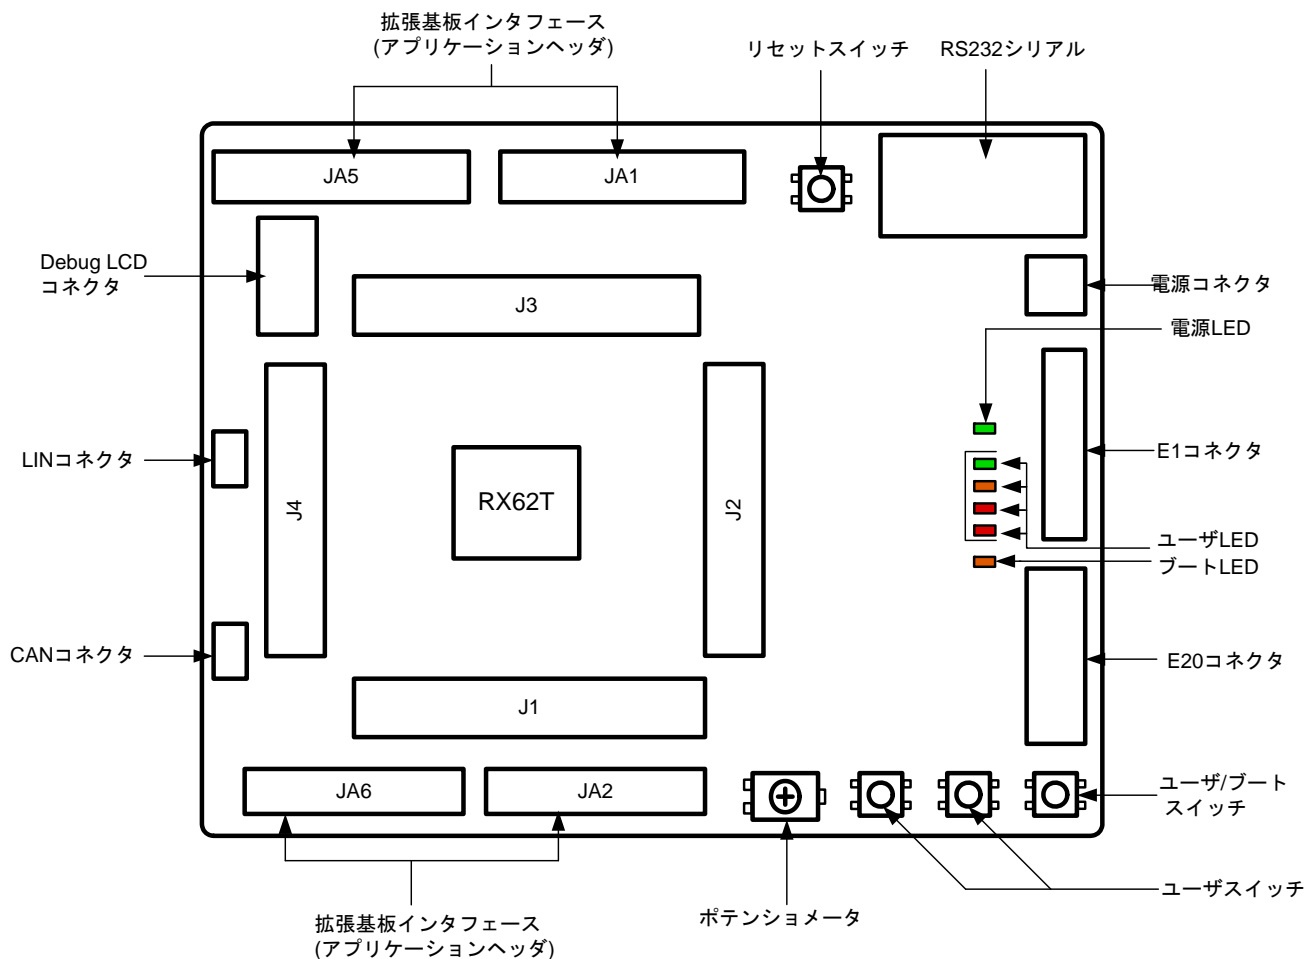 拡張基板インタフェース
(アプリケーションヘッダ)
リセットスイッチ
RS232シリアル
JA5
JA1
Debug LCD
コネクタ
J3
電源コネクタ
電源LED
LINコネクタ
J4
RX62T
J2
E1コネクタ
ユーザLED
ブートLED
CANコネクタ
E20コネクタ
J1
JA6
JA2
ユーザ/ブート
スイッチ
ユーザスイッチ
ポテンショメータ
拡張基板インタフェース
(アプリケーションヘッダ)